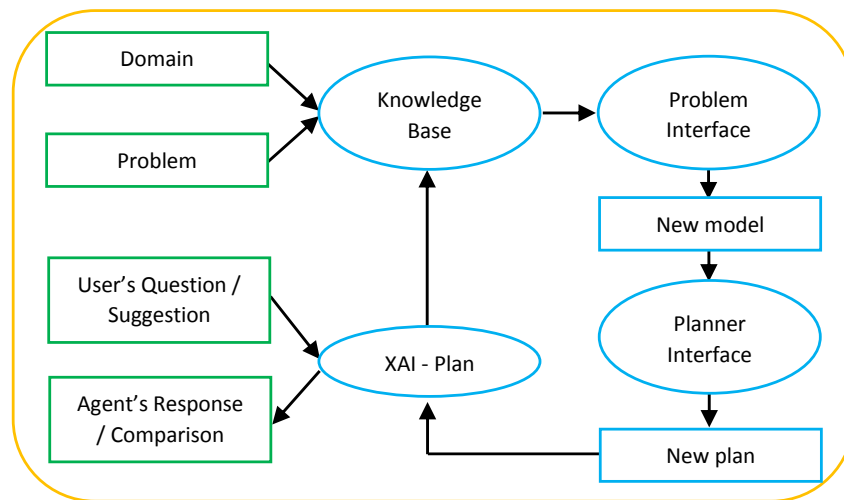 Domain
Problem
Knowledge
Base
Problem
Interface
New model
User’s Question /
Suggestion
Planner
Interface
XAI - Plan
Agent’s Response
/ Comparison
New plan